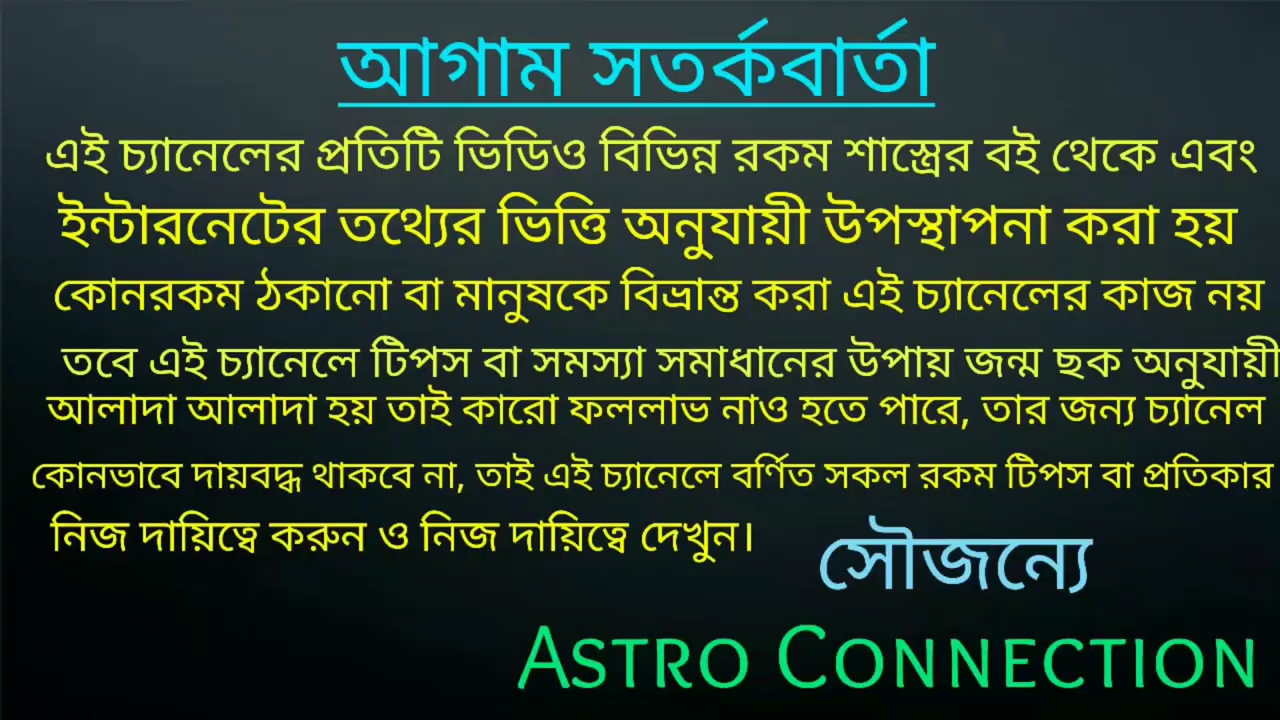 আগাম সতর্কবার্তা
এই চ্যানেলের প্রতিটি ভিডিও বিভিন্ন রকম শাস্ত্রের বই থেকে এবং
ইন্টারনেটের তথ্যের ভিত্তি অনুযায়ী উপস্থাপনা করা হয়
কোনরকম ঠকানো বা মানুষকে বিভ্রান্ত করা এই চ্যানেলের কাজ নয়
তবে এই চ্যানেলে টিপস বা সমস্যা সমাধানের উপায় জন্ম ছক অনুযায়ী
আলাদা আলাদা হয় তাই কারো ফললাভ নাও হতে পারে, তার জন্য চ্যানেল
কোনভাবে দায়বদ্ধ থাকবে না, তাই এই চ্যানেলে বর্ণিত সকল রকম টিপস বা প্রতিকার
নিজ দায়িত্বে করুন ও নিজ দায়িত্বে দেখুন।
সৌজন্যে
ASTRO CONNECTION